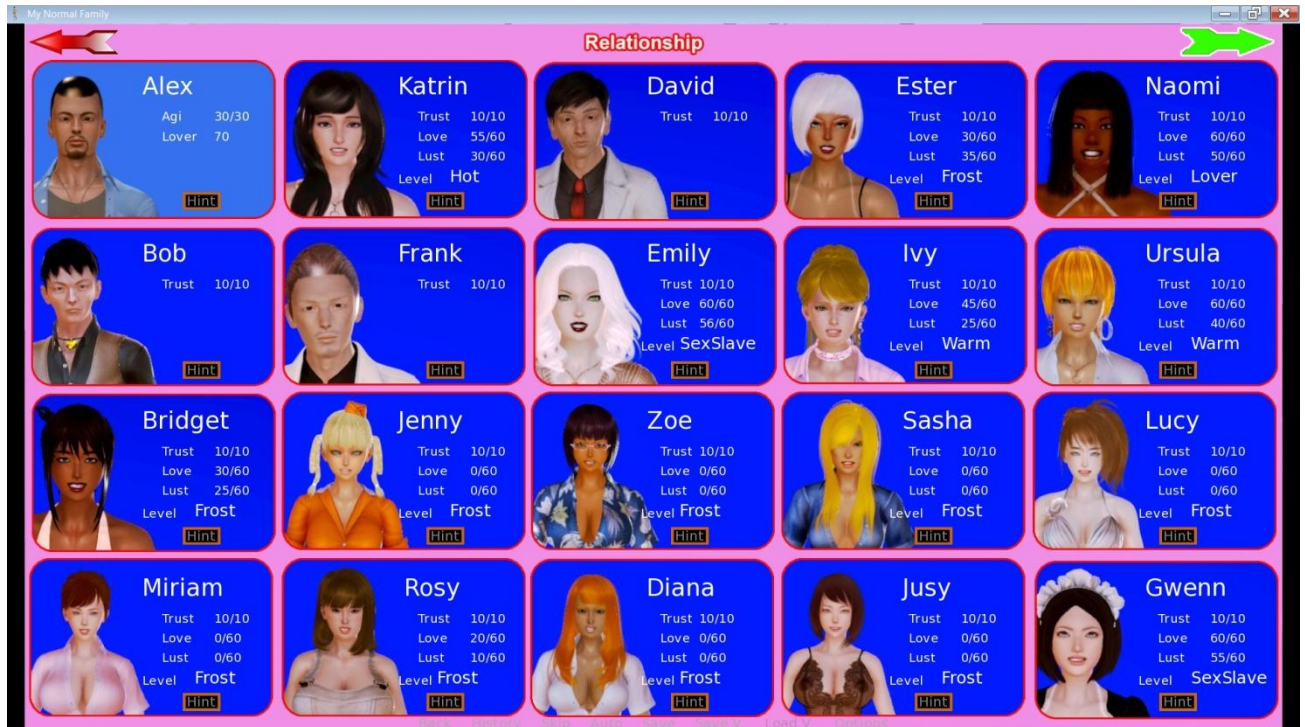 My Normal Family
Relationship
Alex
Agi 30/30
Lover 70
Hint
Katrin
Trust 10/10
Love 55/60
Lust 30/60
Level Hot
Hint
David
Trust 10/10
Hint
Ester
Trust 10/10
Love 30/60
Lust 35/60
Level Frost
Hint
Naomi
Trust 10/10
Love 60/60
Lust 50/60
Level Lover
Hint
Bob
Trust 10/10
Hint
Frank
Trust 10/10
Hint
Emily
Trust 10/10
Love 60/60
Lust 56/60
Level SexSlave
Hint
Ivy
Trust 10/10
Love 45/60
Lust 25/60
Level Warm
Hint
Ursula
Trust 10/10
Love 60/60
Lust 40/60
Level Warm
Hint
Bridget
Trust 10/10
Love 30/60
Lust 25/60
Level Frost
Hint
Jenny
Trust 10/10
Love 0/60
Lust 0/60
Level Frost
Hint
Zoe
Trust 10/10
Love 0/60
Lust 0/60
Level Frost
Hint
Sasha
Trust 10/10
Love 0/60
Lust 0/60
Level Frost
Hint
Lucy
Trust 10/10
Love 0/60
Lust 0/60
Level Frost
Hint
Miriam
Trust 10/10
Love 0/60
Lust 0/60
Level Frost
Hint
Rosy
Trust 10/10
Love 20/60
Lust 10/60
Level Frost
Hint
Diana
Trust 10/10
Love 0/60
Lust 0/60
Level Frost
Hint
Jusy
Trust 10/10
Love 0/60
Lust 0/60
Level Frost
Hint
Gwenn
Trust 10/10
Love 60/60
Lust 55/60
Level SexSlave
Hint
Back History Skip Auto Save Save V. Load V. Options